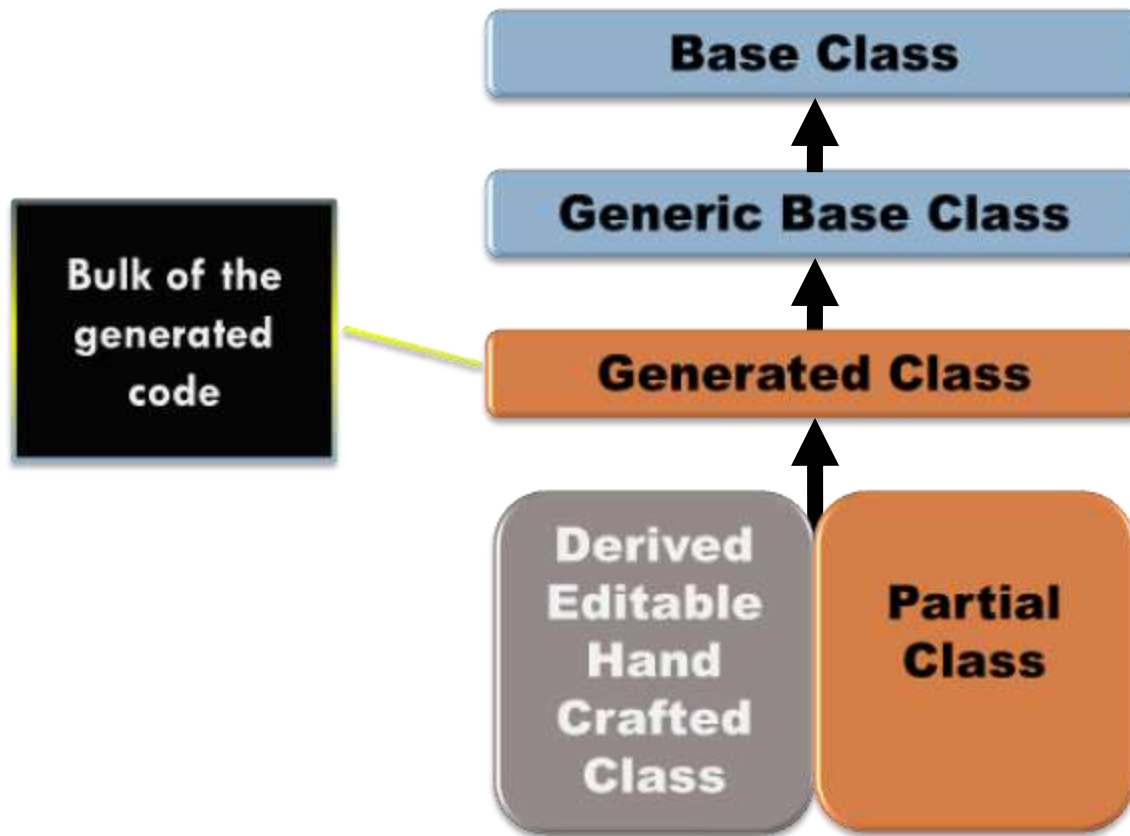 Base Class
Generic Base Class
Bulk of the
generated
code
Generated Class
Derived
Editable
Hand
Crafted
Class
Partial
Class